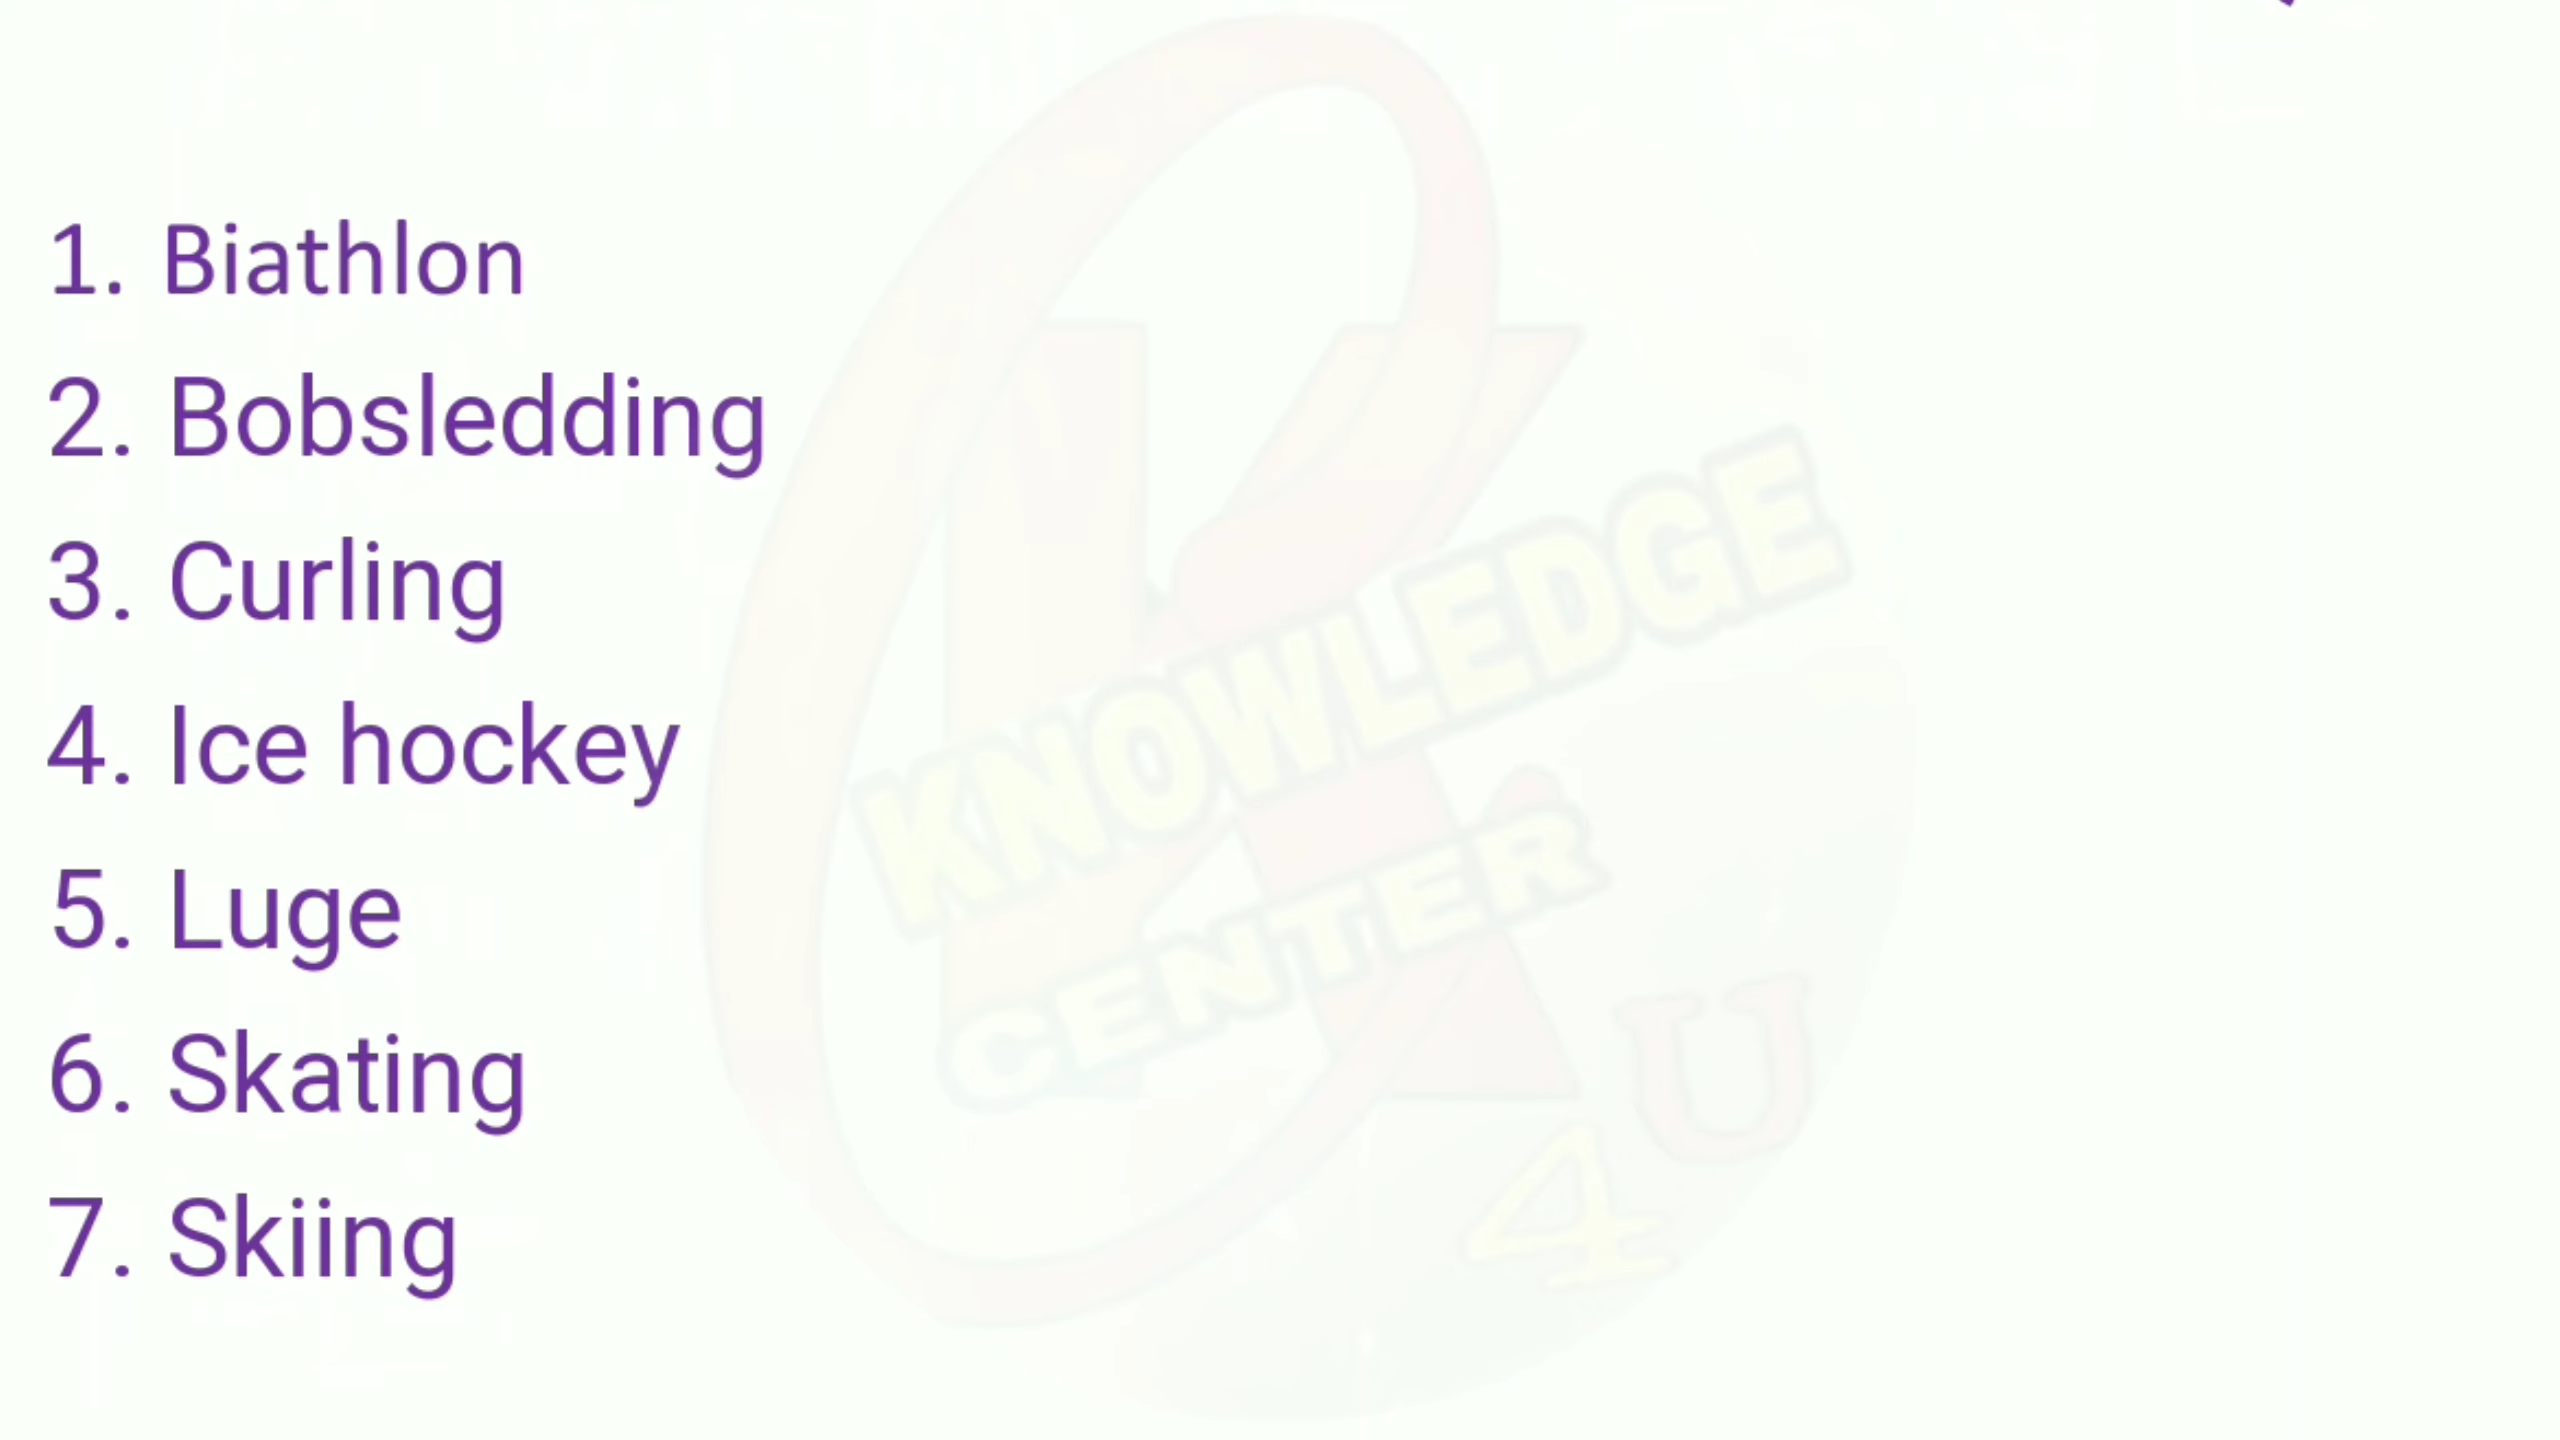 1. Biathlon
2. Bobsledding
3. Curling
4. Ice hockey
5. Luge
6. Skating
7. Skiing
KNOWLEDGE
CENTER
4 U